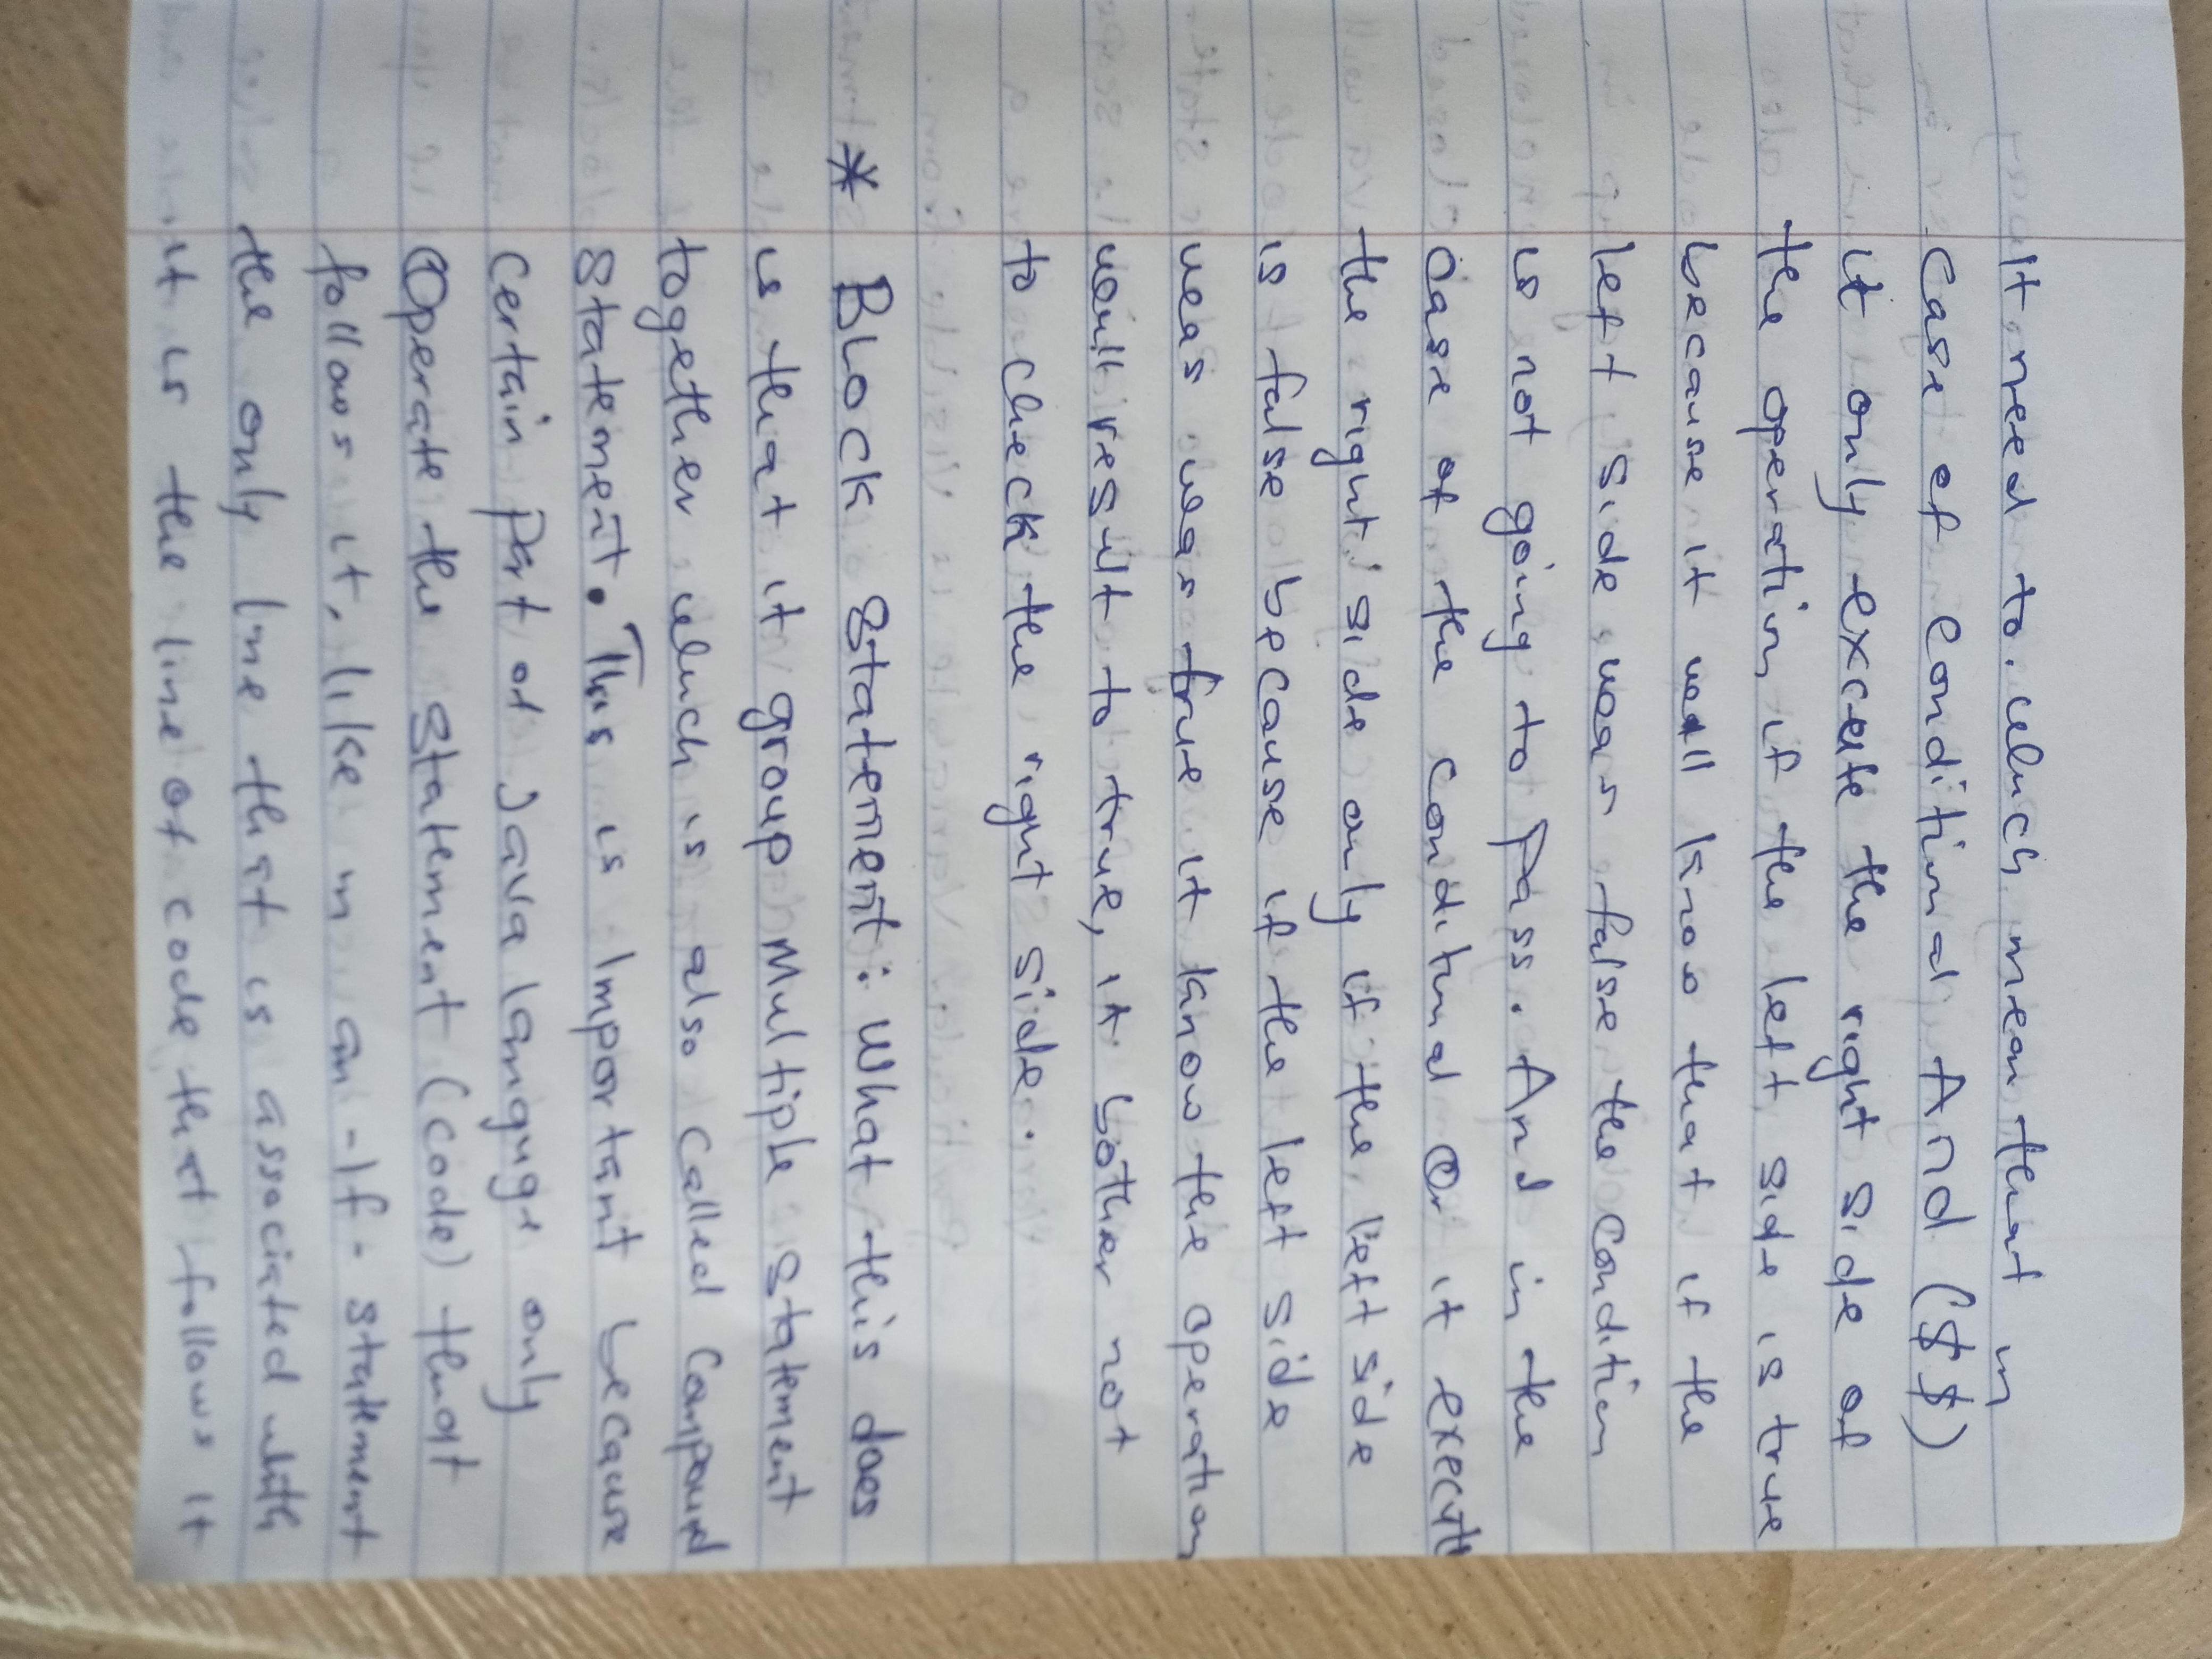 It need to. which mean that in
case of conditional And ($$)
it only excute the right side of
the operation if the left side is true
because it will know that if the
left side was false the condition
is not going to pass. And in the
case of the conditional Or it execute
the right side only if the left side
is false because if the left side
was was true it know the operation
will result to true, it bother not
to check the right side.
* BLock Statement: What this does
is that it group Multiple Statement
together which is also called Compound
Statement. This is important because
Certain Part of Java language only
Operate the Statement (code) that
follows it. like in an -If- statement
the only line that is associated with
it is the line of code that follows it